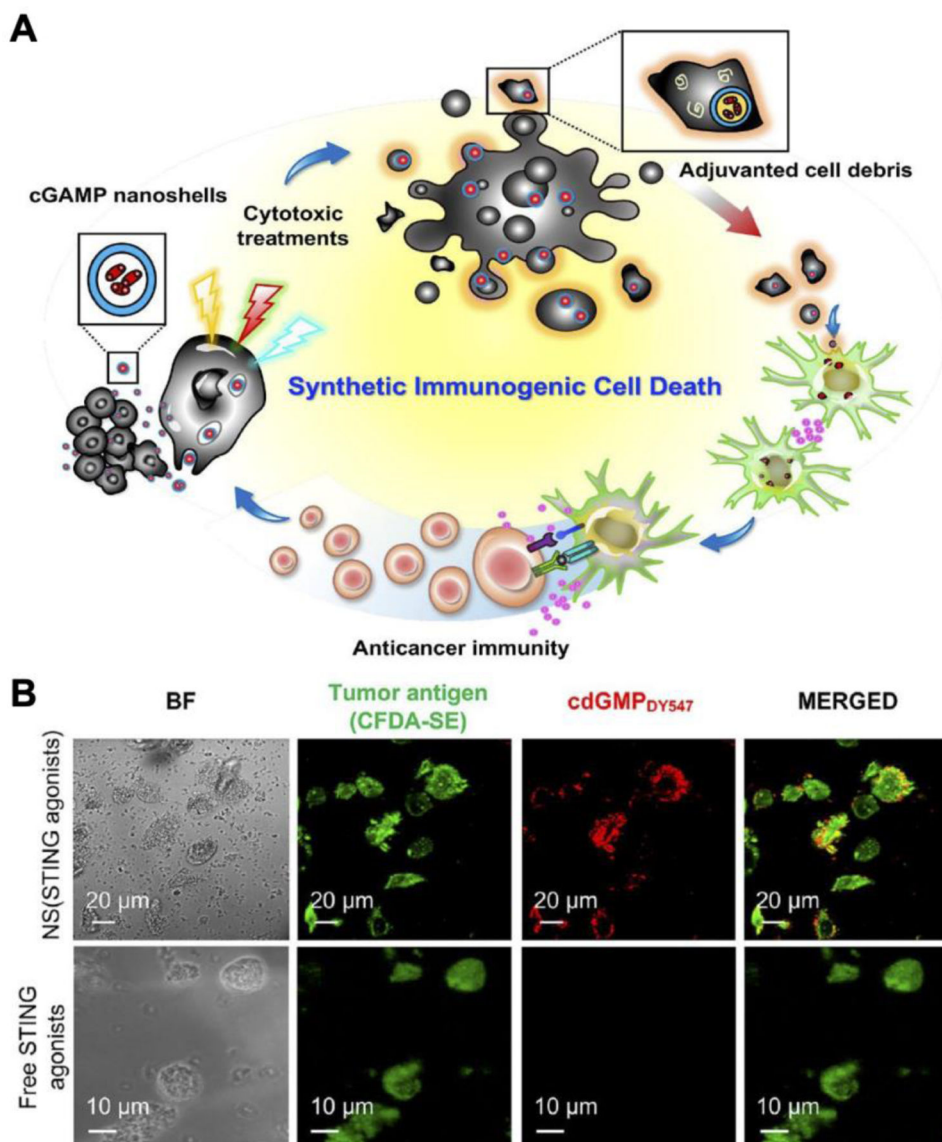 A
cGAMP nanoshells
Cytotoxic
treatments
Adjuvanted cell debris
Synthetic Immunogenic Cell Death
Anticancer immunity
B
BF
Tumor antigen
(CFDA-SE)
cdGMPDY547
MERGED
NS(STING agonists)
20 μm
20 μm
20 μm
20 μm
Free STING
agonists
10 μm
10 μm
10 μm
10 μm